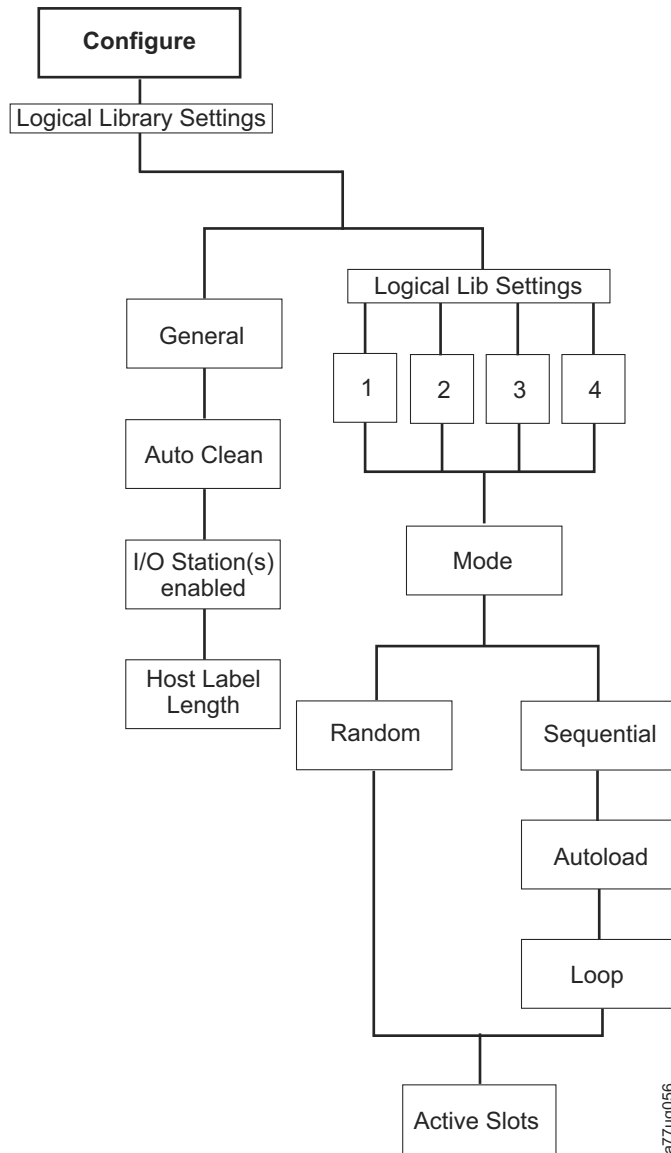 Configure
Logical Library Settings
Logical Lib Settings
General
1
2
3
4
Auto Clean
I/O Station(s)
enabled
Mode
Host Label
Length
Random
Sequential
Autoload
Loop
Active Slots
a77ug056